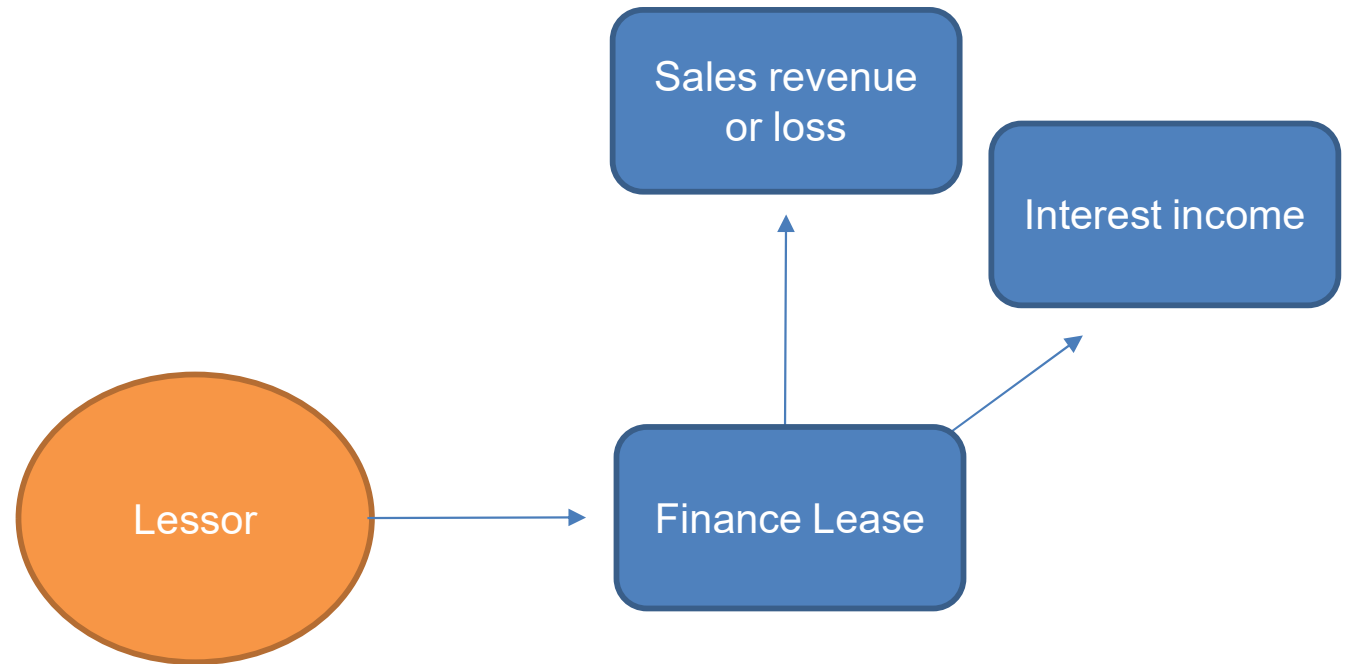 Sales revenue
or loss
Interest income
Lessor
Finance Lease